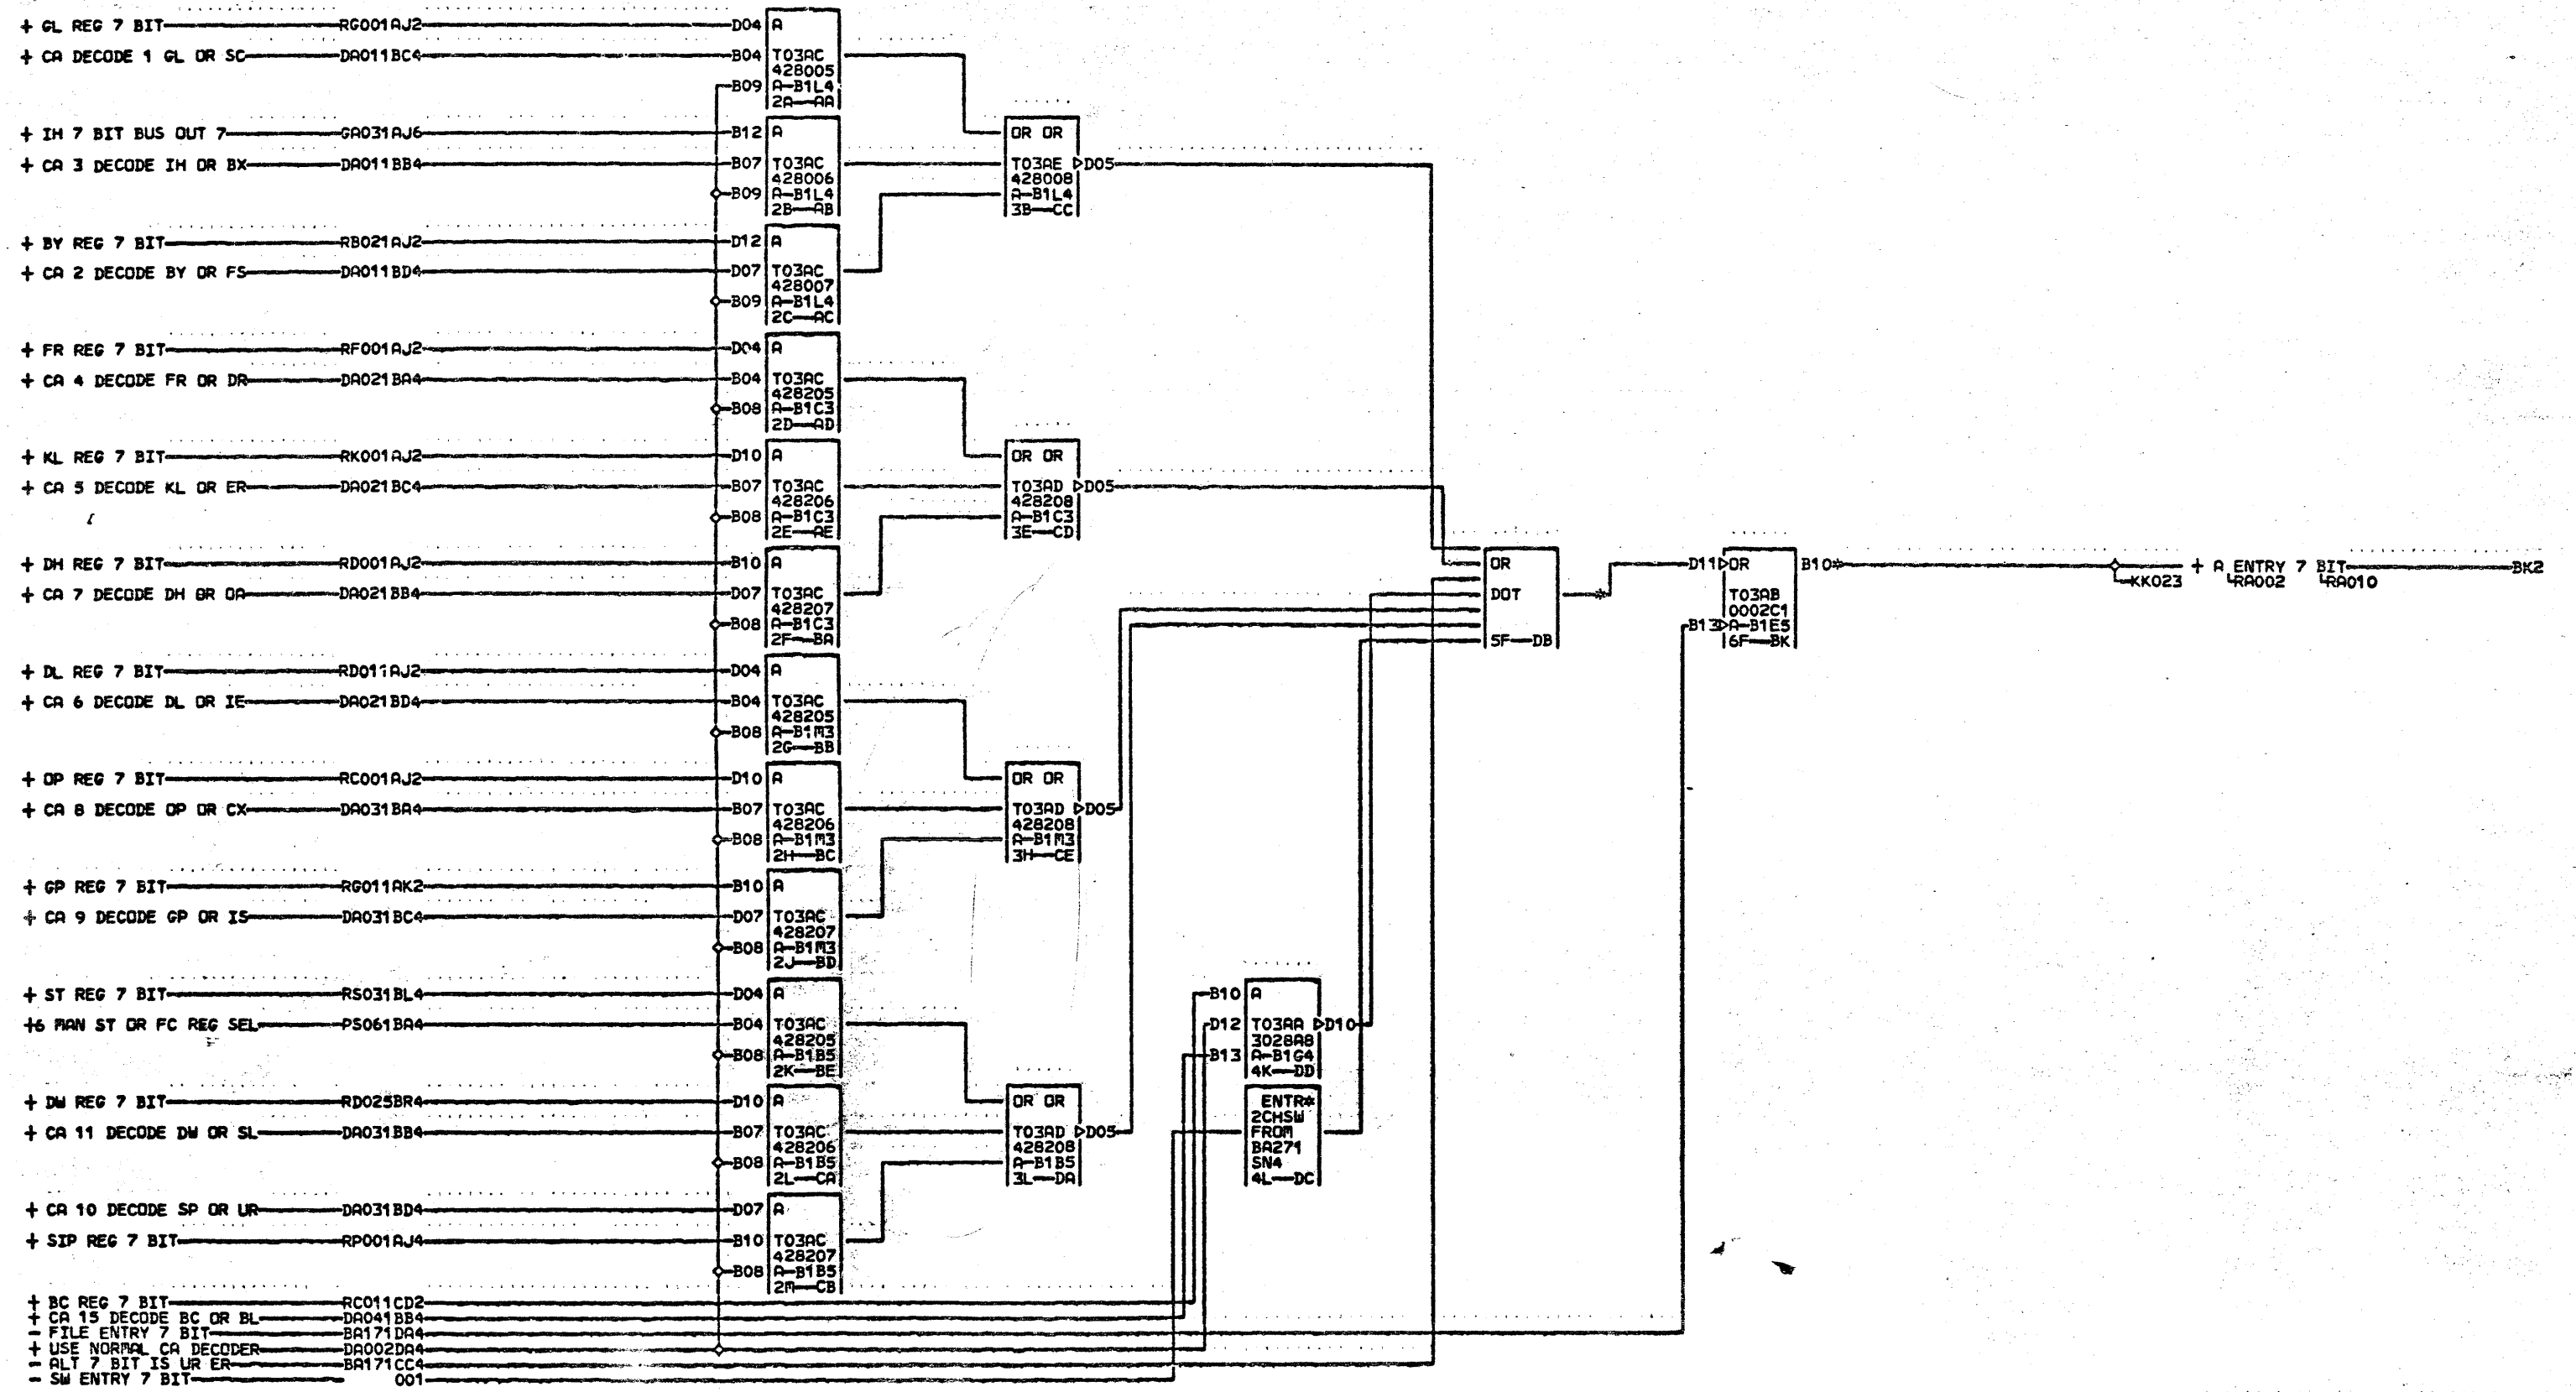 + GL REG 7 BIT RG001AJ2 D04 A
+ CA DECODE 1 GL OR SC DA011BC4 B04 T03AC
428005
B09 A-B1L4
2A AA
+ IH 7 BIT BUS OUT 7 GA031AJ6 B12 A OR OR
+ CA 3 DECODE IH OR BX DA011BB4 B07 T03AC T03AE D05
428006 428008
B09 A-B1L4 A-B1L4
2B AB 3B CC
+ BY REG 7 BIT RB021AJ2 D12 A
+ CA 2 DECODE BY OR FS DA011BD4 D07 T03AC
428007
B09 A-B1L4
2C AC
+ FR REG 7 BIT RF001AJ2 D04 A
+ CA 4 DECODE FR OR DR DA021BA4 B04 T03AC
428205
B08 A-B1C3
2D AD
+ KL REG 7 BIT RK001AJ2 D10 A OR OR
+ CA 5 DECODE KL OR ER DA021BC4 B07 T03AC T03AD D05
428206 428208
B08 A-B1C3 A-B1C3
2E AE 3E CD
+ DH REG 7 BIT RD001AJ2 B10 A OR D11 OR B10* + A ENTRY 7 BIT BK2
KK023 RA002 RA010
+ CA 7 DECODE DH OR OA DA021BB4 D07 T03AC DOT * T03AB
428207 0002C1
B08 A-B1C3 B13 A-B1E5
2F BA 5F DB 6F BK
+ DL REG 7 BIT RD011AJ2 D04 A
+ CA 6 DECODE DL OR IE DA021BD4 B04 T03AC
428205
B08 A-B1M3
2G BB
+ OP REG 7 BIT RC001AJ2 D10 A OR OR
+ CA 8 DECODE OP OR CX DA031BA4 B07 T03AC T03AD D05
428206 428208
B08 A-B1M3 A-B1M3
2H BC 3H CE
+ GP REG 7 BIT RG011AK2 B10 A
+ CA 9 DECODE GP OR IS DA031BC4 D07 T03AC
428207
B08 A-B1M3
2J BD
+ ST REG 7 BIT RS031BL4 D04 A B10 A
+6 MAN ST OR FC REG SEL PS061BA4 B04 T03AC D12 T03AA D10
428205 3028A8
B08 A-B1B5 B13 A-B1G4
2K BE 4K DD
+ DW REG 7 BIT RD025BR4 D10 A OR OR ENTR*
2CHSW
+ CA 11 DECODE DW OR SL DA031BB4 B07 T03AC T03AD D05 FROM
428206 428208 BA271
B08 A-B1B5 A-B1B5 SN4
2L CA 3L DA 4L DC
+ CA 10 DECODE SP OR UR DA031BD4 D07 A
+ SIP REG 7 BIT RP001AJ4 B10 T03AC
428207
B08 A-B1B5
2M CB
+ BC REG 7 BIT RC011CD2
+ CA 15 DECODE BC OR BL DA041BB4
- FILE ENTRY 7 BIT BA171DA4
+ USE NORMAL CA DECODER DA002DA4
- ALT 7 BIT IS UR ER BA171CC4
- SW ENTRY 7 BIT 001